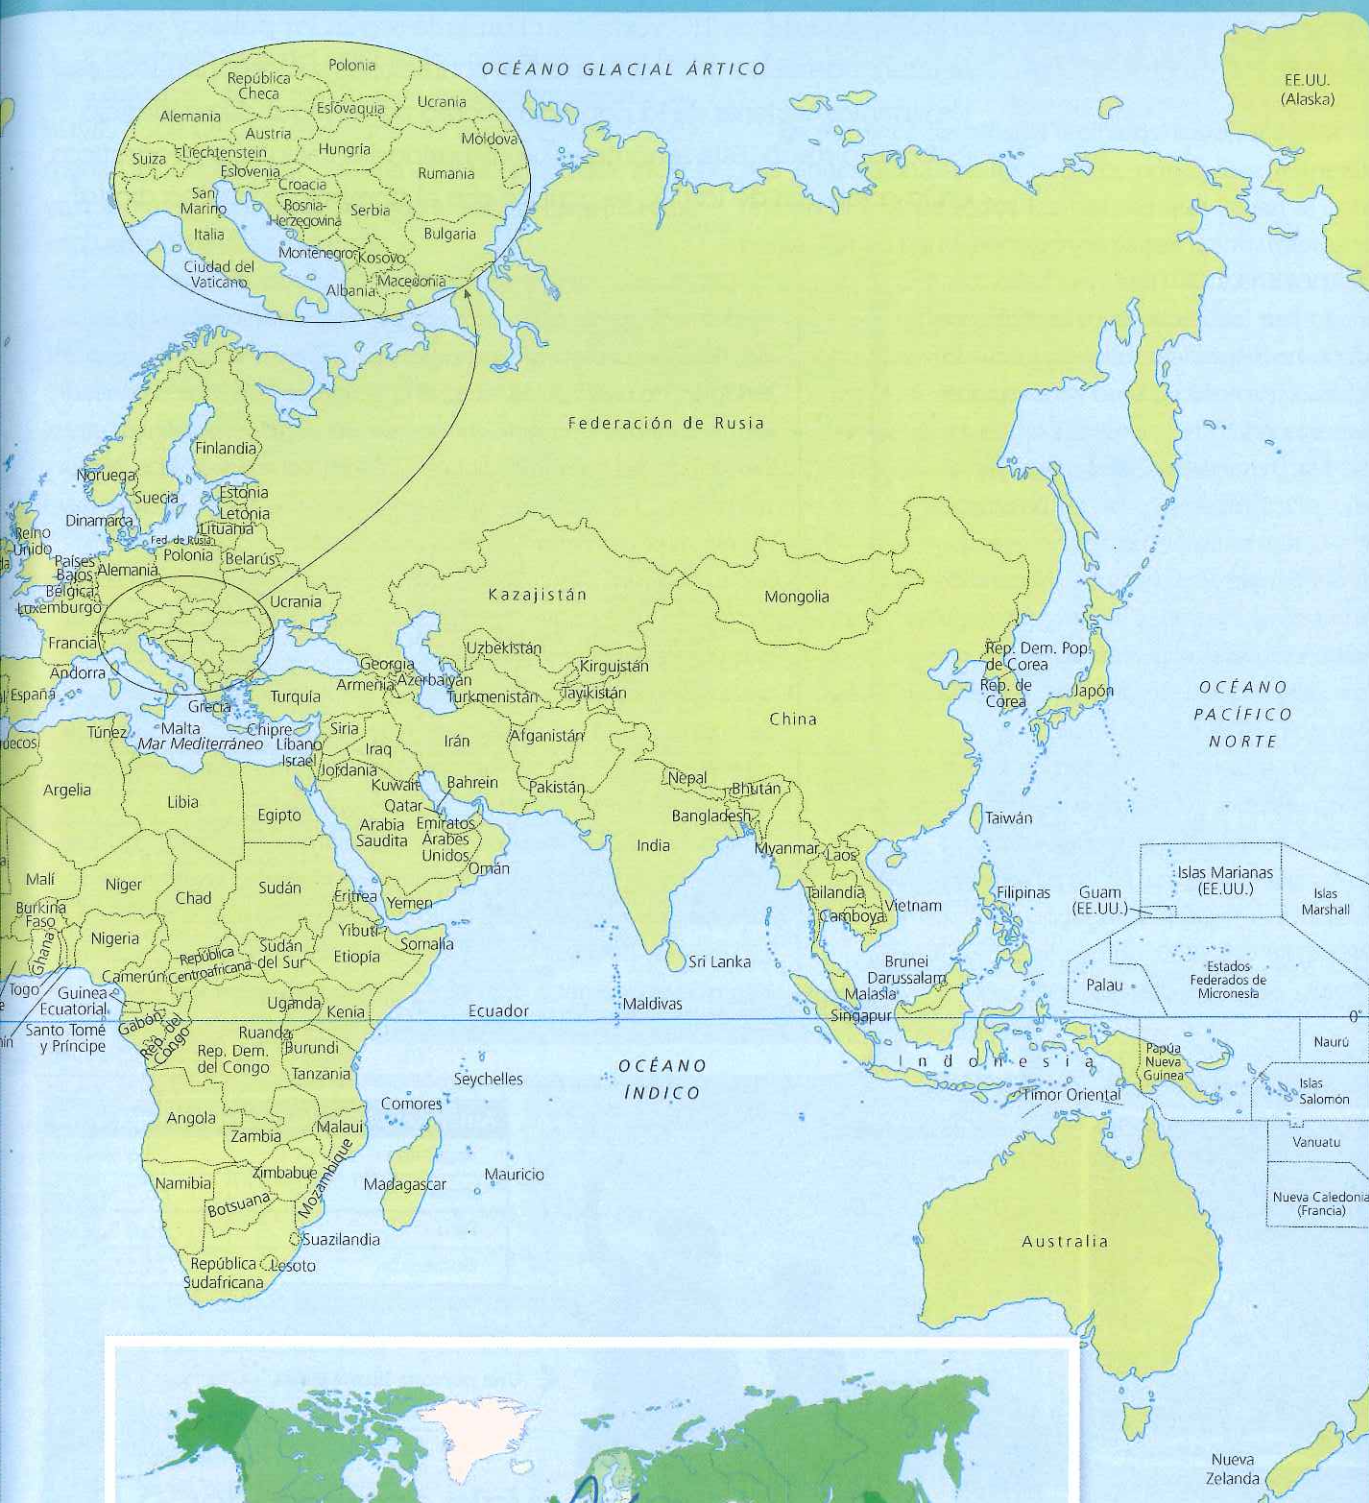 OCÉANO GLACIAL ÁRTICO
EE.UU.
(Alaska)
Polonia
República
Checa
Eslovaquia
Ucrania
Alemania
Austria
Moldova
Suiza
Liechtenstein
Hungría
Eslovenia
Rumania
Croacia
San
Marino
Bosnia-
Herzegovina
Serbia
Italia
Bulgaria
Montenegro
Kosovo
Ciudad del
Vaticano
Albania
Macedonia
Federación de Rusia
Finlandia
Noruega
Suecia
Estonia
Letonia
Lituania
Dinamarca
Fed. de Rusia
Reino
Unido
Polonia
Belarús
Países
Bajos
Alemania
Bélgica
Luxemburgo
Ucrania
Francia
Andorra
España
Kazajistán
Mongolia
Uzbekistán
Kirguistán
Georgia
Armenia
Azerbaiyán
Turkmenistán
Tayikistán
Rep. Dem. Pop.
de Corea
Rep. de
Corea
Japón
OCÉANO
PACÍFICO
NORTE
China
Turquía
Grecia
Túnez
Malta
Mar Mediterráneo
Chipre
Líbano
Israel
Siria
Iraq
Irán
Afganistán
Jordania
Kuwait
Bahrein
Pakistán
Nepal
Bhután
Argelia
Libia
Egipto
Qatar
Arabia
Saudita
Emiratos
Árabes
Unidos
Omán
Bangladesh
India
Myanmar
Laos
Taiwán
Malí
Níger
Chad
Sudán
Eritrea
Yemen
Tailandia
Camboya
Vietnam
Filipinas
Guam
(EE.UU.)
Islas Marianas
(EE.UU.)
Islas
Marshall
Burkina
Faso
Ghana
Nigeria
Yibuti
Somalia
República
Centroafricana
Sudán
del Sur
Etiopía
Camerún
Sri Lanka
Brunei
Darussalam
Malasia
Palau
Estados
Federados de
Micronesia
Togo
Guinea
Ecuatorial
Uganda
Kenia
Ecuador
Maldivas
Singapur
0°
Santo Tomé
y Príncipe
Gabón
Rep. del
Congo
Ruanda
Burundi
Rep. Dem.
del Congo
Tanzania
OCÉANO
ÍNDICO
Indonesia
Papúa
Nueva
Guinea
Naurú
Seychelles
Islas
Salomón
Comores
Timor Oriental
Angola
Zambia
Malaui
Vanuatu
Zimbabue
Mozambique
Namibia
Botsuana
Madagascar
Mauricio
Nueva Caledonia
(Francia)
Suazilandia
Australia
República
Sudafricana
Lesoto
Nueva
Zelanda